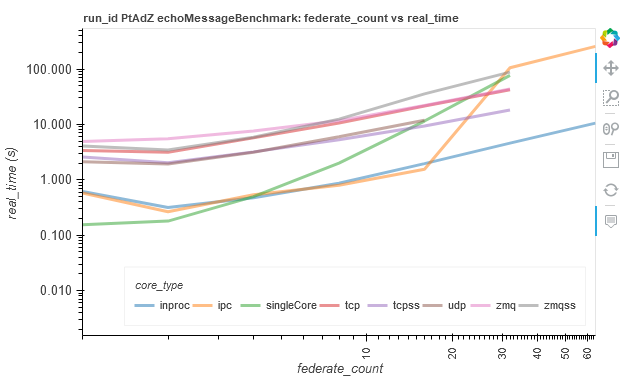 run_id PtAdZ echoMessageBenchmark: federate_count vs real_time
real_time (s)
100.000
10.000
1.000
0.100
0.010
core_type
inproc ipc singleCore tcp tcpss udp zmq zmqss
10 20 30 40 50 60
federate_count